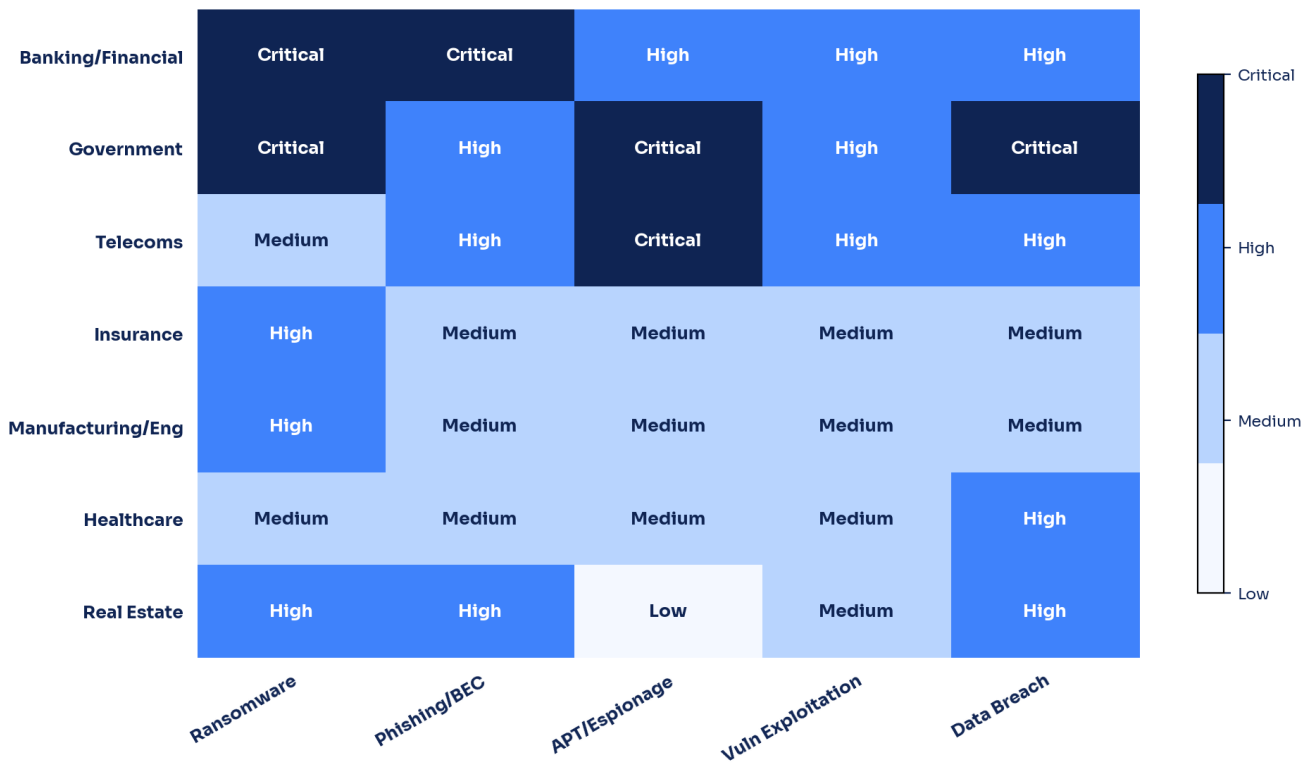 Banking/Financial Critical Critical High High High
Critical
Government Critical High Critical High Critical
High
Telecoms Medium High Critical High High
Insurance High Medium Medium Medium Medium
Medium
Manufacturing/Eng High Medium Medium Medium Medium
Healthcare Medium Medium Medium Medium High
Low
Real Estate High High Low Medium High
Ransomware Phishing/BEC APT/Espionage Vuln Exploitation Data Breach